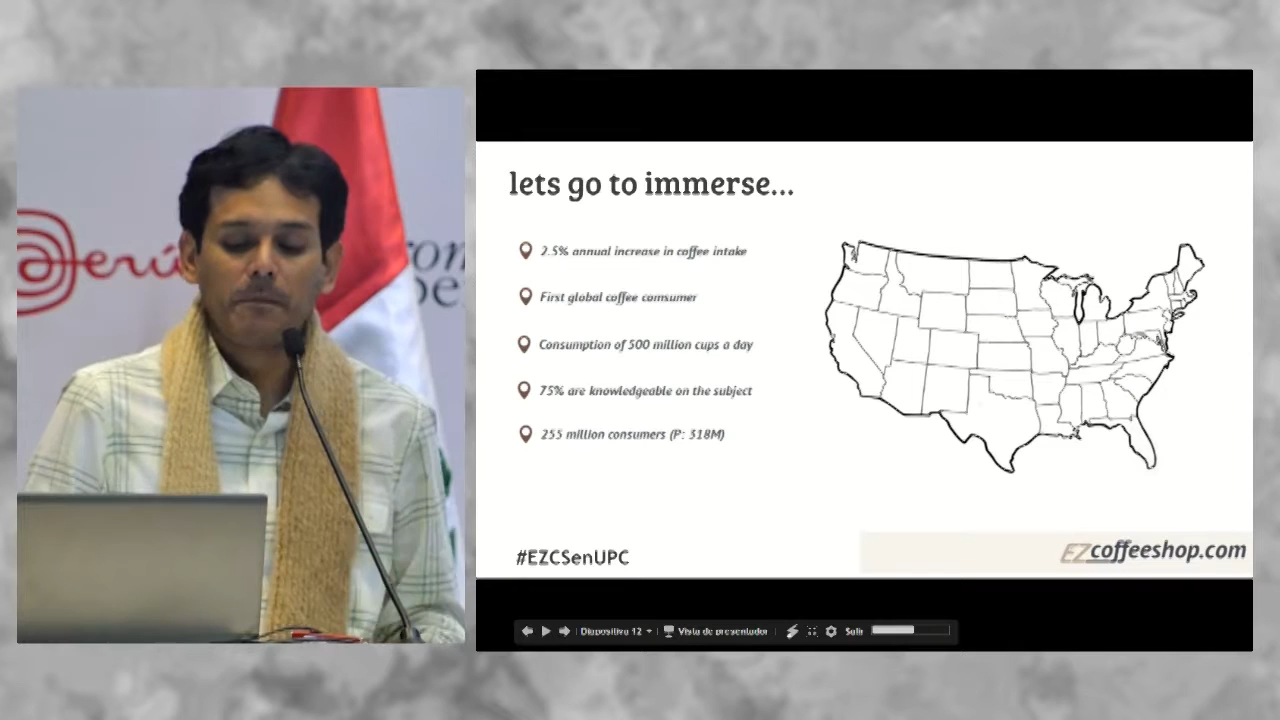 Perú
lets go to immerse...
2.5% annual increase in coffee intake
First global coffee comsumer
Consumption of 500 million cups a day
75% are knowledgeable on the subject
255 million consumers (P: 318M)
#EZCSenUPC
EZcoffeeshop.com
Diapositiva 12
Vista de presentador
Salir